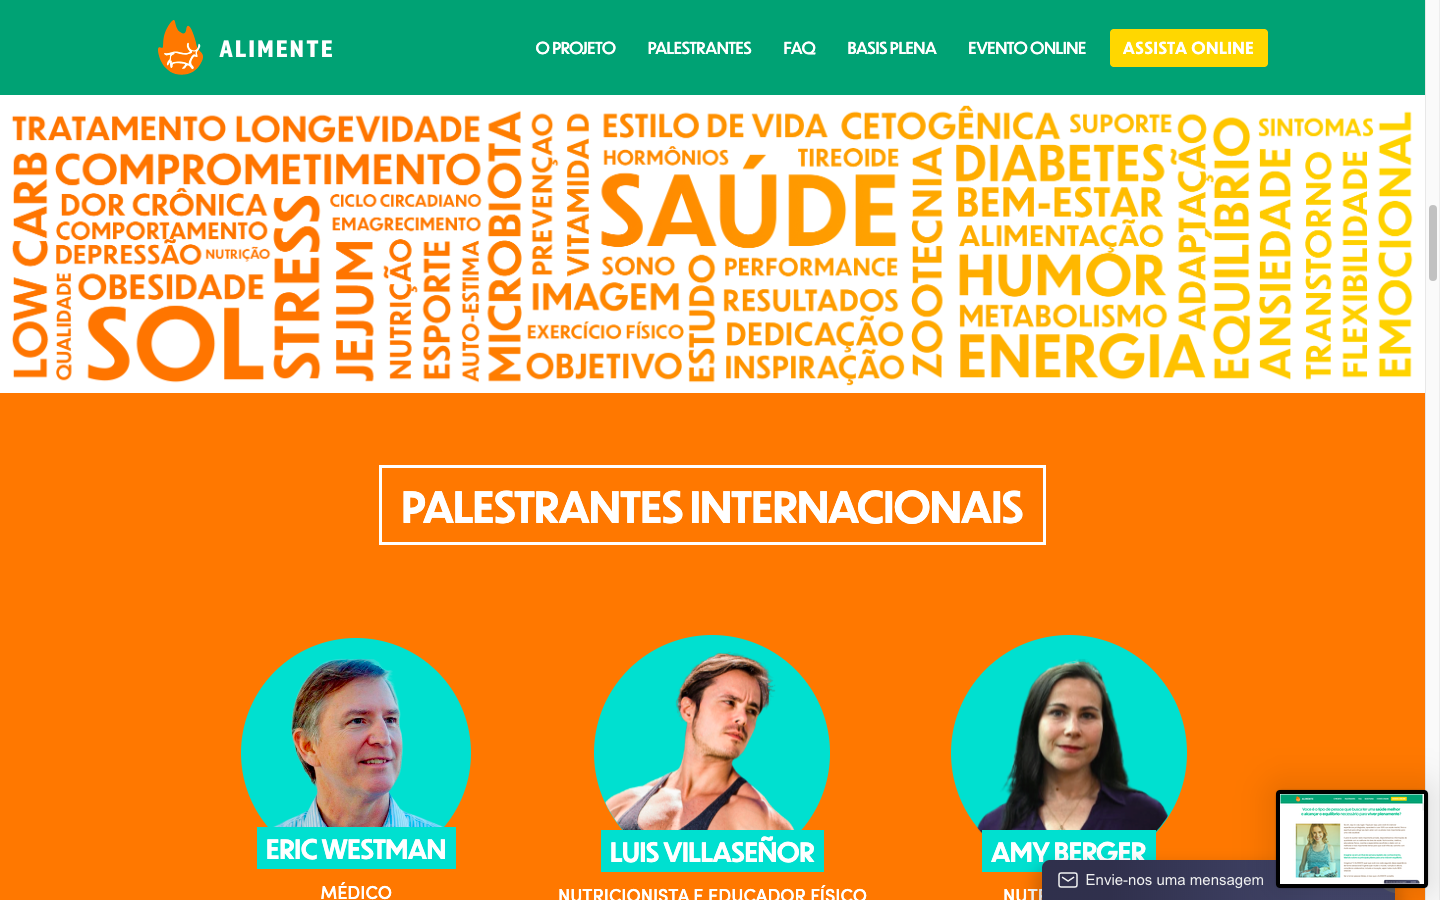 ALIMENTE
O PROJETO
PALESTRANTES
FAQ
BASIS PLENA
EVENTO ONLINE
ASSISTA ONLINE
TRATAMENTO LONGEVIDADE
LOW CARB
COMPROMETIMENTO
DOR CRÔNICA
COMPORTAMENTO
DEPRESSÃO
NUTRIÇÃO
QUALIDADE
OBESIDADE
SOL
STRESS
CICLO CIRCADIANO
EMAGRECIMENTO
JEJUM
NUTRIÇÃO
ESPORTE
AUTO-ESTIMA
MICROBIOTA
PREVENÇAO
VITAMIDA D
ESTILO DE VIDA
CETOGÊNICA
SUPORTE
HORMÔNIOS
TIREOIDE
SAÚDE
SONO
IMAGEM
EXERCÍCIO FÍSICO
OBJETIVO
ESTUDO
PERFORMANCE
RESULTADOS
DEDICAÇÃO
INSPIRAÇÃO
ZOOTECNIA
DIABETES
BEM-ESTAR
ALIMENTAÇÃO
HUMOR
METABOLISMO
ENERGIA
ADAPTAÇÃO
EQUILÍBRIO
SINTOMAS
ANSIEDADE
TRANSTORNO
FLEXIBILIDADE
EMOCIONAL
PALESTRANTES INTERNACIONAIS
ERIC WESTMAN
MÉDICO
LUIS VILLASEÑOR
NUTRICIONISTA E EDUCADOR FÍSICO
AMY BERGER
Envie-nos uma mensagem